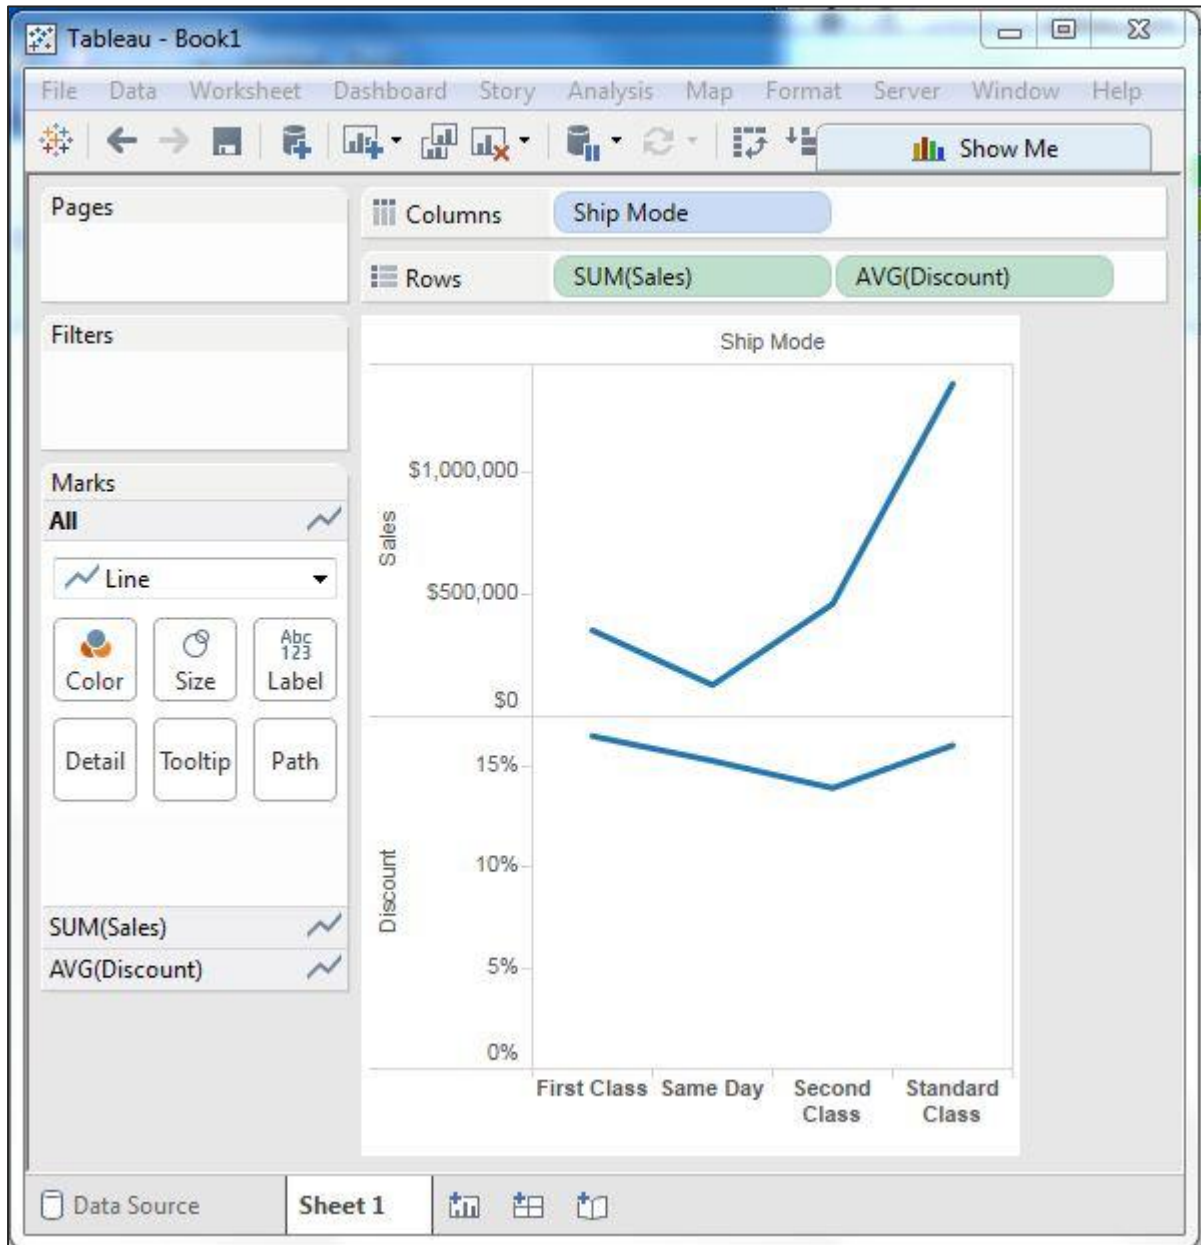 Tableau - Book1
File Data Worksheet Dashboard Story Analysis Map Format Server Window Help
Show Me
Pages
Columns Ship Mode
Rows SUM(Sales) AVG(Discount)
Filters
Marks
All
Line
Color Size Abc 123 Label
Detail Tooltip Path
SUM(Sales)
AVG(Discount)
Ship Mode
Sales
$1,000,000
$500,000
$0
Discount
15%
10%
5%
0%
First Class Same Day Second Class Standard Class
Data Source Sheet 1